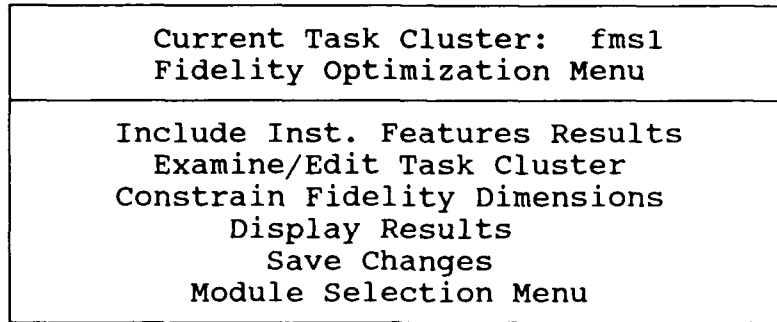 Current Task Cluster: fms1
Fidelity Optimization Menu
Include Inst. Features Results
Examine/Edit Task Cluster
Constrain Fidelity Dimensions
Display Results
Save Changes
Module Selection Menu